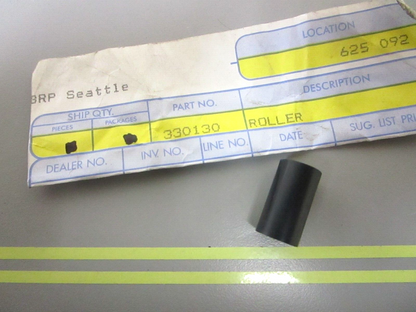 LOCATION
625 092
BRP Seattle
SHIP QTY.
PIECES PACKAGES
PART NO.
DESCRIPTION
330130
ROLLER
DEALER NO.
INV. NO.
LINE NO.
DATE
SUG. LIST PRI